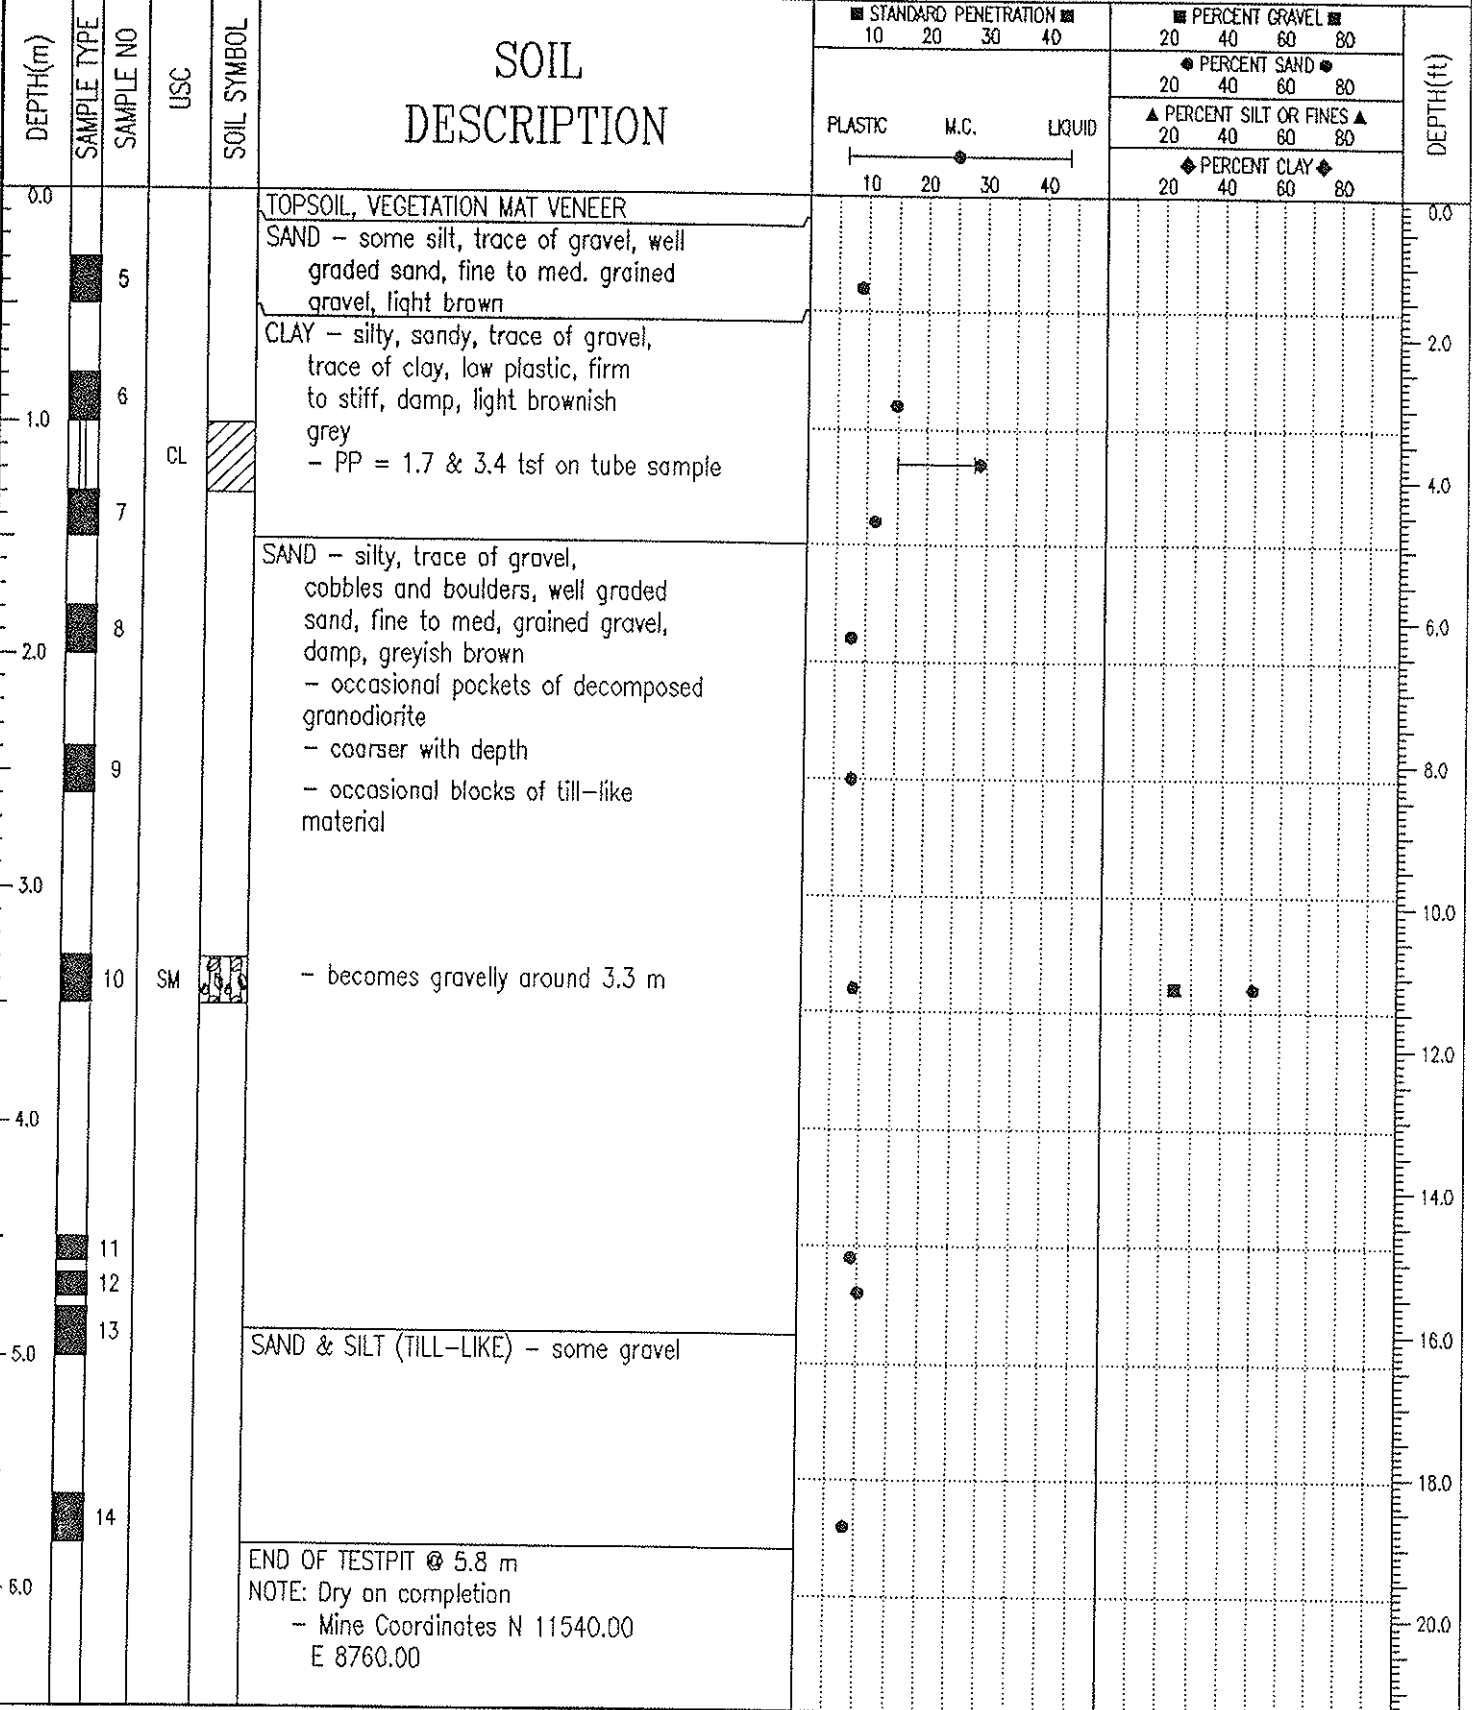 DEPTH(m)
SAMPLE TYPE
SAMPLE NO
USC
SOIL SYMBOL
SOIL
DESCRIPTION
■ STANDARD PENETRATION ■
10 20 30 40
PLASTIC M.C. LIQUID
10 20 30 40
■ PERCENT GRAVEL ■
20 40 60 80
● PERCENT SAND ●
20 40 60 80
▲ PERCENT SILT OR FINES ▲
20 40 60 80
◆ PERCENT CLAY ◆
20 40 60 80
DEPTH(ft)
0.0
TOPSOIL, VEGETATION MAT VENEER
0.0
SAND – some silt, trace of gravel, well
5
graded sand, fine to med. grained
gravel, light brown
CLAY – silty, sandy, trace of gravel,
2.0
trace of clay, low plastic, firm
6
to stiff, damp, light brownish
1.0
grey
CL
– PP = 1.7 & 3.4 tsf on tube sample
4.0
7
SAND – silty, trace of gravel,
cobbles and boulders, well graded
8
sand, fine to med, grained gravel,
6.0
2.0
damp, greyish brown
– occasional pockets of decomposed
granodiorite
– coarser with depth
9
8.0
– occasional blocks of till–like
material
3.0
10.0
10
SM
– becomes gravelly around 3.3 m
12.0
4.0
14.0
11
12
13
5.0
SAND & SILT (TILL–LIKE) – some gravel
16.0
18.0
14
END OF TESTPIT @ 5.8 m
6.0
NOTE: Dry on completion
– Mine Coordinates N 11540.00
20.0
E 8760.00